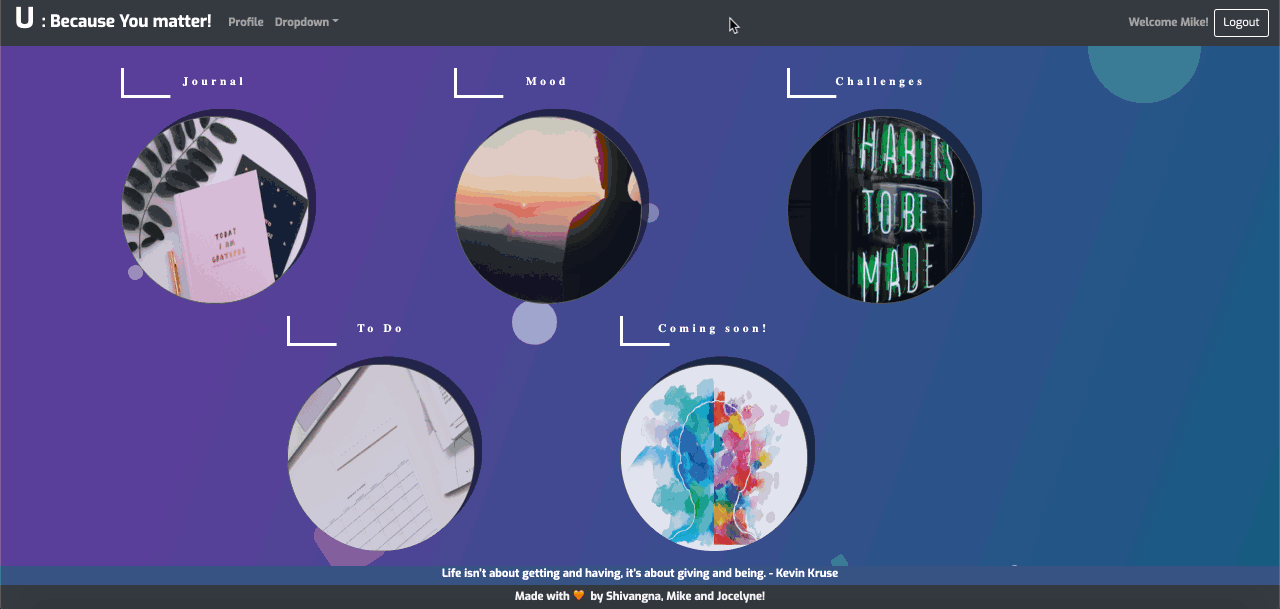 U : Because You matter! Profile Dropdown Welcome Mike! Logout
Journal Mood Challenges
TODAY
I AM
GRATEFUL
HABITS
TO BE
MADE
To Do Coming soon!
Life isn't about getting and having, it's about giving and being. - Kevin Kruse
Made with 🧡 by Shivangna, Mike and Jocelyne!